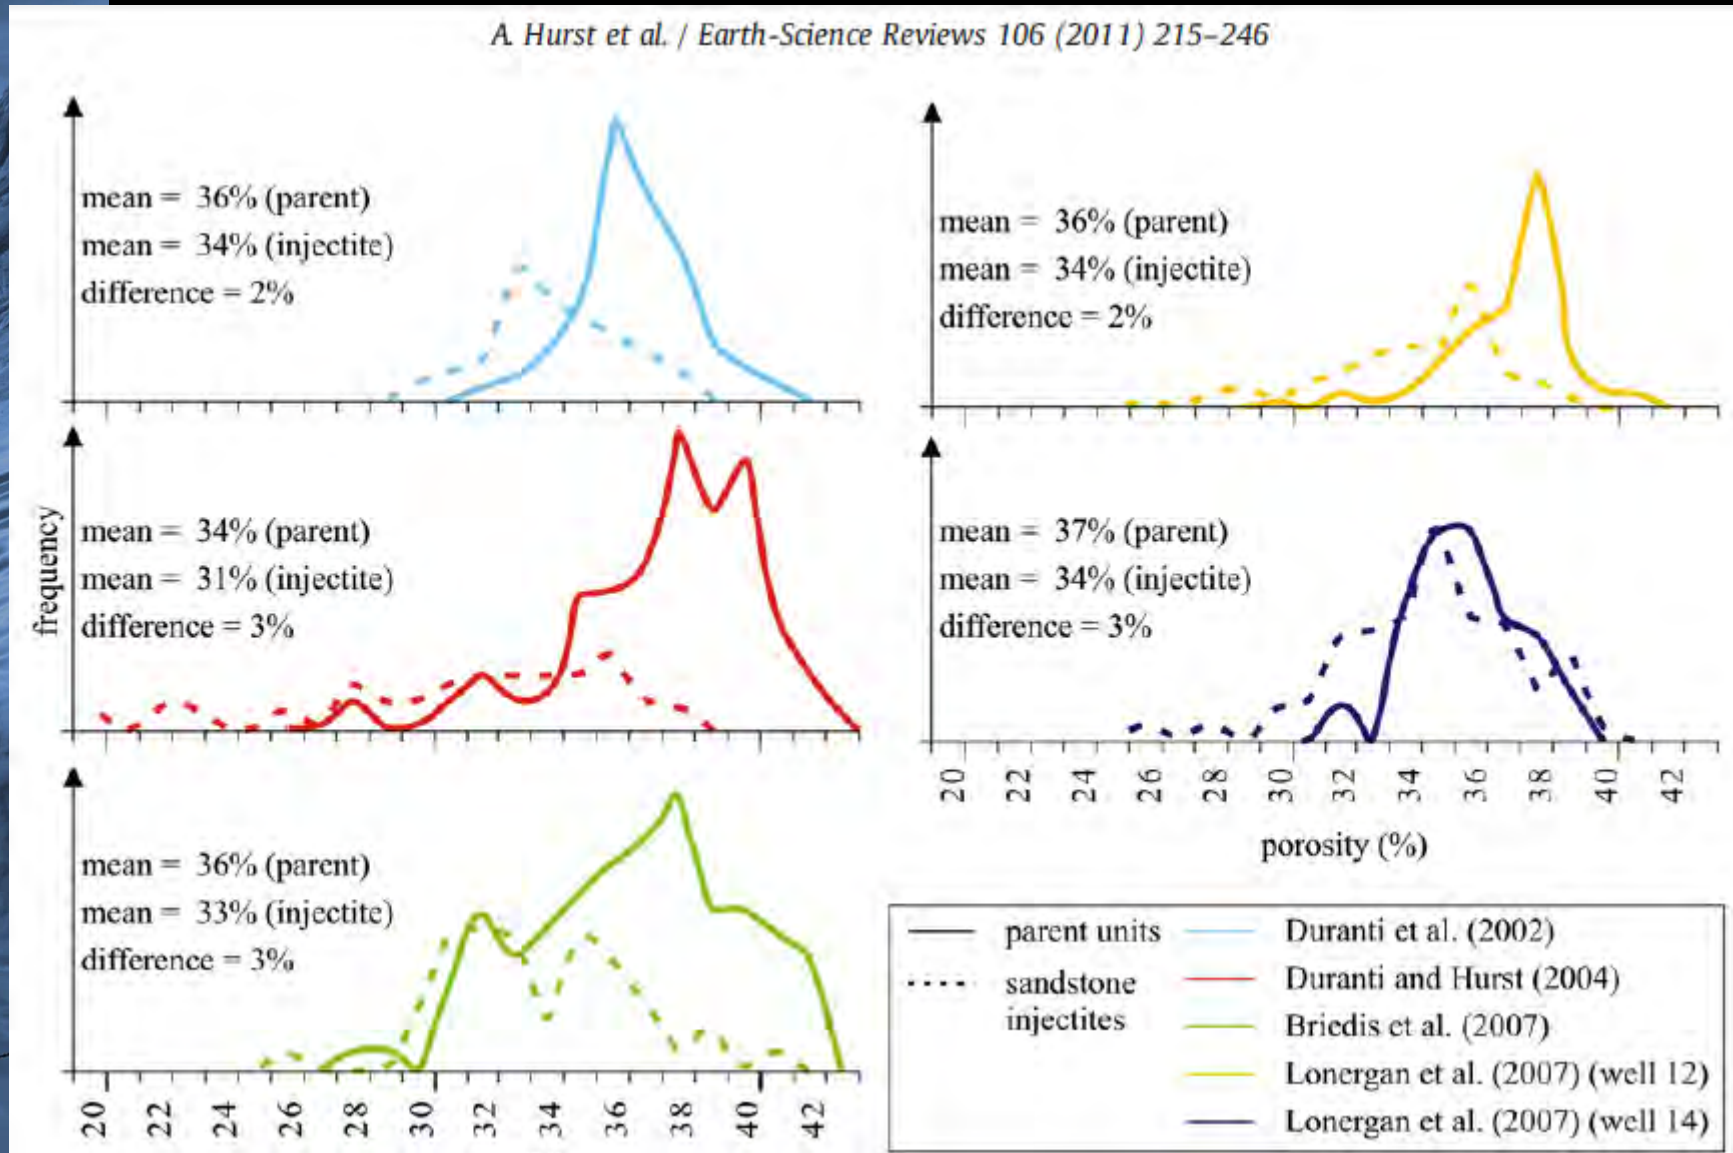 A. Hurst et al. / Earth-Science Reviews 106 (2011) 215–246
mean = 36% (parent)
mean = 34% (injectite)
difference = 2%
mean = 36% (parent)
mean = 34% (injectite)
difference = 2%
frequency
mean = 34% (parent)
mean = 31% (injectite)
difference = 3%
mean = 37% (parent)
mean = 34% (injectite)
difference = 3%
20 22 24 26 28 30 32 34 36 38 40 42
porosity (%)
mean = 36% (parent)
mean = 33% (injectite)
difference = 3%
20 22 24 26 28 30 32 34 36 38 40 42
parent units
sandstone
injectites
Duranti et al. (2002)
Duranti and Hurst (2004)
Briedis et al. (2007)
Lonergan et al. (2007) (well 12)
Lonergan et al. (2007) (well 14)